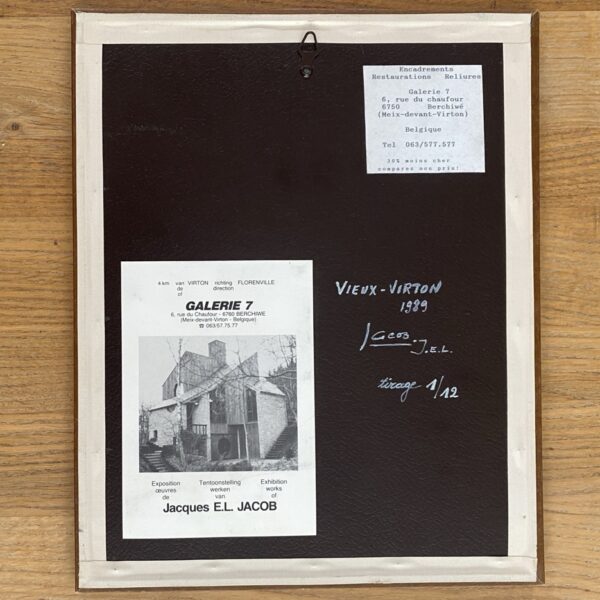 Encadrements
Restaurations Reliures
Galerie 7
6, rue du chaufour
6750 Berchiwé
(Meix-devant-Virton)
Belgique
Tel 063/577.577
30% moins cher
comparez nos prix!
4 km van VIRTON richting FLORENVILLE
de direction
of
GALERIE 7
6, rue du Chaufour - 6760 BERCHIWE
(Meix-devant-Virton - Belgique)
☎ 063/57.75.77
Exposition Tentoonstelling Exhibition
œuvres werken works
de van of
Jacques E.L. JACOB
VIEUX-VIRTON
1989
Jacob
J.E.L.
tirage 1/12